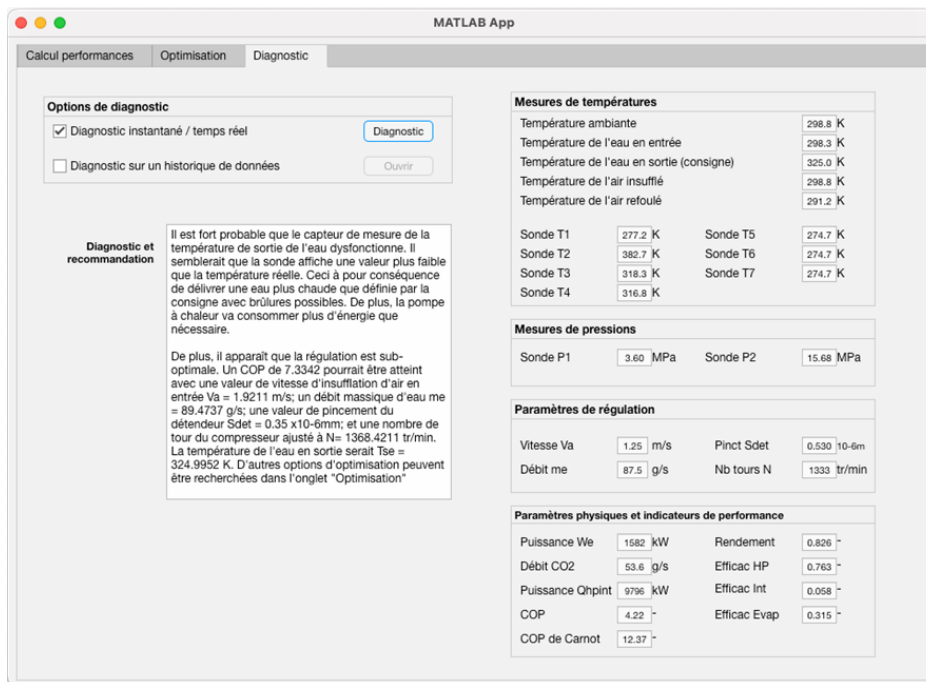 MATLAB App
Calcul performances Optimisation Diagnostic
Options de diagnostic
Diagnostic instantané / temps réel Diagnostic
Diagnostic sur un historique de données Ouvrir
Diagnostic et
recommandation
Il est fort probable que le capteur de mesure de la
température de sortie de l'eau dysfonctionne. Il
semblerait que la sonde affiche une valeur plus faible
que la température réelle. Ceci à pour conséquence
de délivrer une eau plus chaude que définie par la
consigne avec brûlures possibles. De plus, la pompe
à chaleur va consommer plus d'énergie que
nécessaire.
De plus, il apparaît que la régulation est sub-
optimale. Un COP de 7.3342 pourrait être atteint
avec une valeur de vitesse d'insufflation d'air en
entrée Va = 1.9211 m/s; un débit massique d'eau me
= 89.4737 g/s; une valeur de pincement du
détendeur Sdet = 0.35 x10-6mm; et une nombre de
tour du compresseur ajusté à N= 1368.4211 tr/min.
La température de l'eau en sortie serait Tse =
324.9952 K. D'autres options d'optimisation peuvent
être recherchées dans l'onglet "Optimisation"
Mesures de températures
Température ambiante 298.8 K
Température de l'eau en entrée 298.3 K
Température de l'eau en sortie (consigne) 325.0 K
Température de l'air insufflé 298.8 K
Température de l'air refoulé 291.2 K
Sonde T1 277.2 K Sonde T5 274.7 K
Sonde T2 382.7 K Sonde T6 274.7 K
Sonde T3 318.3 K Sonde T7 274.7 K
Sonde T4 316.8 K
Mesures de pressions
Sonde P1 3.60 MPa Sonde P2 15.68 MPa
Paramètres de régulation
Vitesse Va 1.25 m/s Pinct Sdet 0.530 10-6m
Débit me 87.5 g/s Nb tours N 1333 tr/min
Paramètres physiques et indicateurs de performance
Puissance We 1582 kW Rendement 0.826 -
Débit CO2 53.6 g/s Efficac HP 0.763 -
Puissance Qhpint 9796 kW Efficac Int 0.058 -
COP 4.22 - Efficac Evap 0.315 -
COP de Carnot 12.37 -